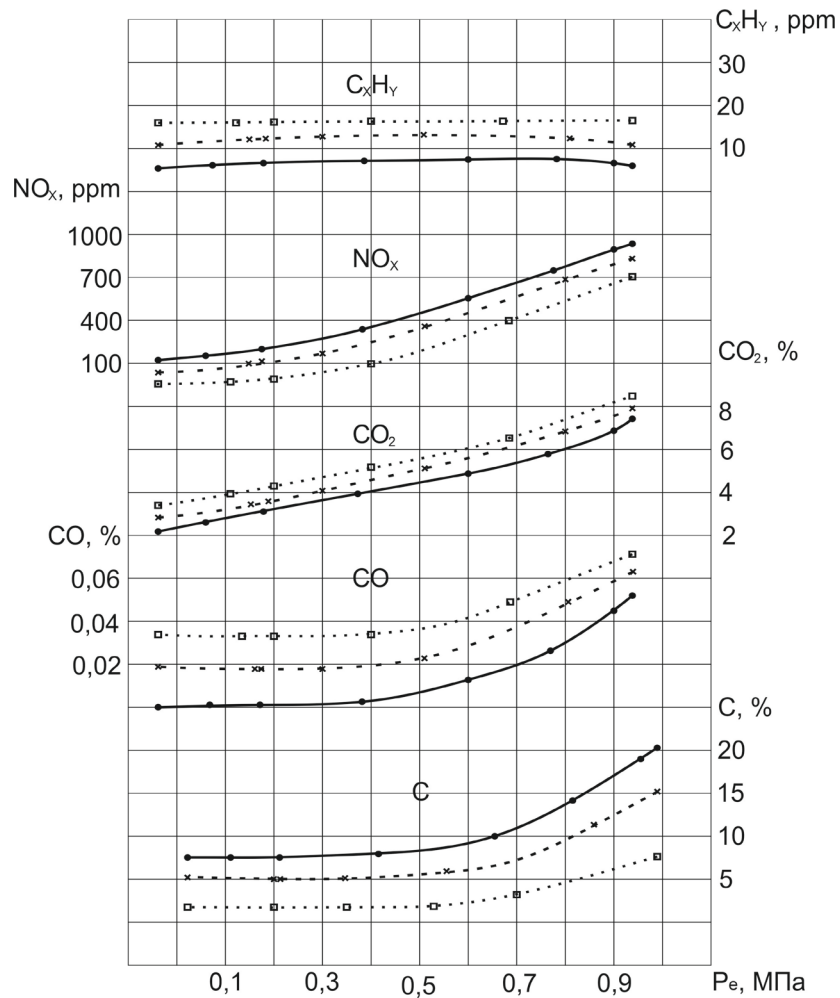 CXHY , ppm
30
CXHY
20
10
NOX, ppm
1000
NOX
700
400
CO2, %
100
8
CO2
6
4
CO, %
2
0,06
CO
0,04
0,02
C, %
20
C
15
10
5
0,1 0,3 0,5 0,7 0,9 Pe, МПа